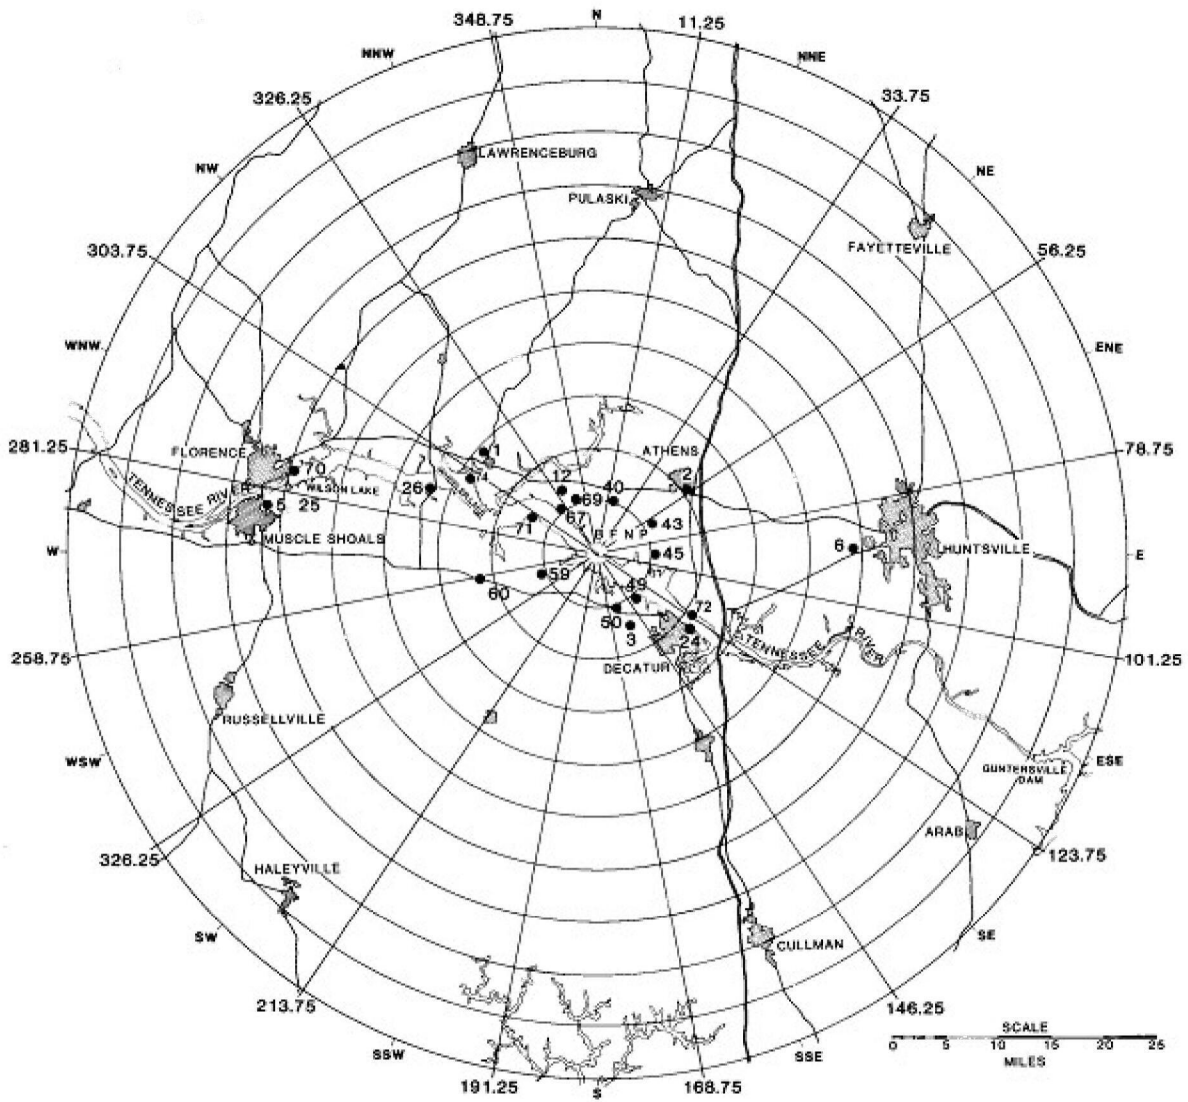 N
348.75
11.25
NNW
NNE
326.25
33.75
LAWRENCEBURG
NW
NE
PULASKI
FAYETTEVILLE
303.75
56.25
WNW
ENE
281.25
FLORENCE
1
ATHENS
78.75
70
74
2
TENNESSEE RIVER
WILSON LAKE
26
12
69
40
5
25
67
71
43
MUSCLE SHOALS
B F N P
W
45
6
HUNTSVILLE
E
59
60
49
50
3
72
24
TENNESSEE RIVER
258.75
DECATUR
101.25
RUSSELLVILLE
WSW
GUNTERSVILLE
DAM
ESE
ARAB
326.25
123.75
HALEYVILLE
SW
CULLMAN
SE
213.75
146.25
SCALE
0 5 10 15 20 25
MILES
SSW
SSE
191.25
168.75
S